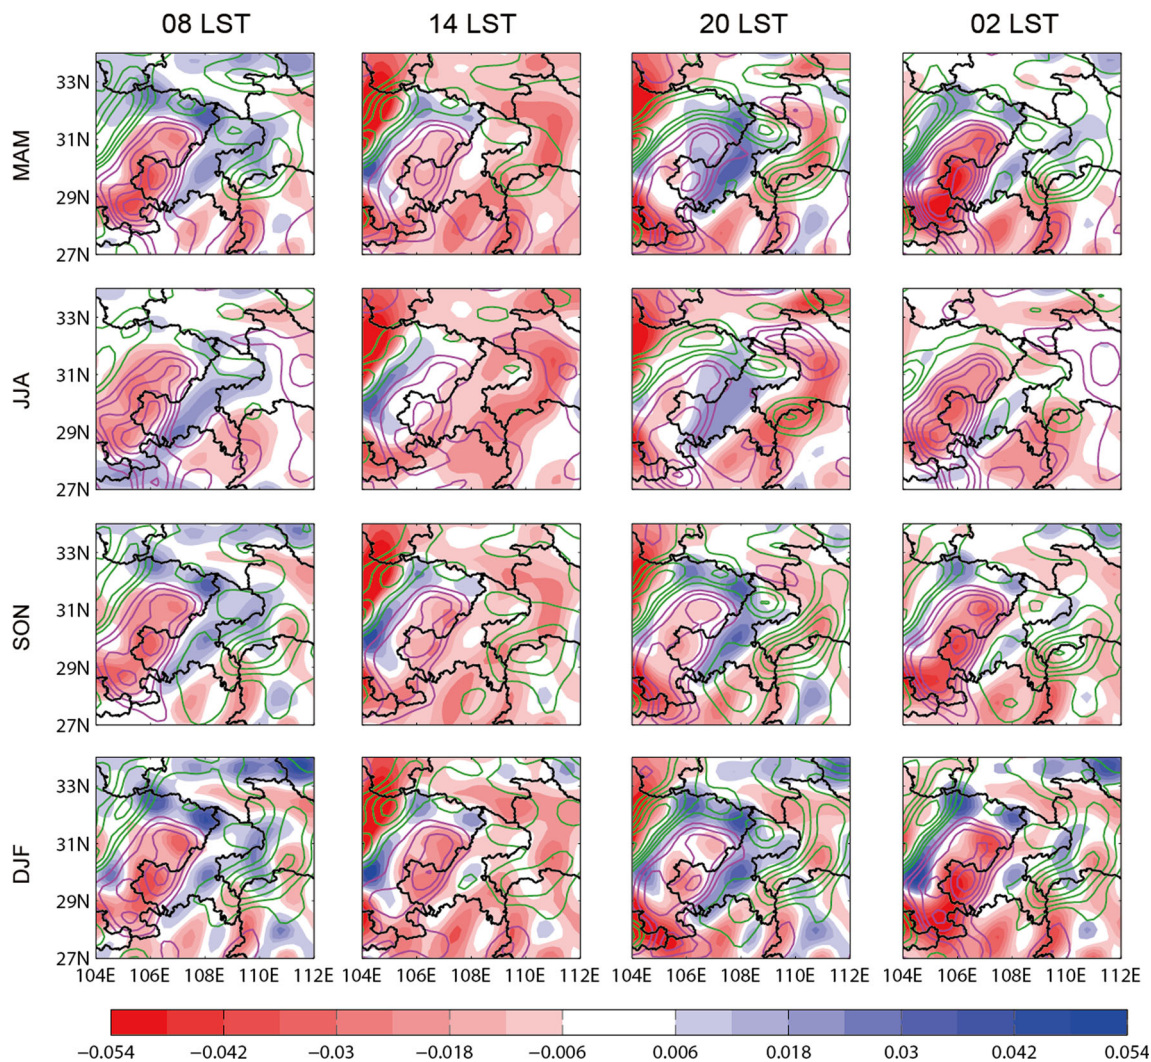 08 LST 14 LST 20 LST 02 LST
33N
31N
MAM
29N
27N
33N
31N
JJA
29N
27N
33N
31N
SON
29N
27N
33N
31N
DJF
29N
27N
104E 106E 108E 110E 112E 104E 106E 108E 110E 112E 104E 106E 108E 110E 112E 104E 106E 108E 110E 112E
−0.054 −0.042 −0.03 −0.018 −0.006 0.006 0.018 0.03 0.042 0.054